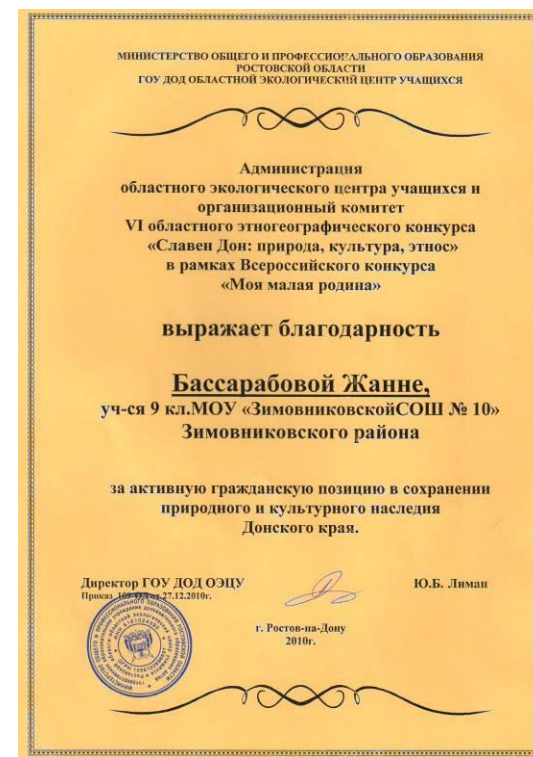 МИНИСТЕРСТВО ОБЩЕГО И ПРОФЕССИОНАЛЬНОГО ОБРАЗОВАНИЯ
РОСТОВСКОЙ ОБЛАСТИ
ГОУ ДОД ОБЛАСТНОЙ ЭКОЛОГИЧЕСКИЙ ЦЕНТР УЧАЩИХСЯ
Администрация
областного экологического центра учащихся и
организационный комитет
VI областного этногеографического конкурса
«Славен Дон: природа, культура, этнос»
в рамках Всероссийского конкурса
«Моя малая родина»
выражает благодарность
Бассарабовой Жанне,
уч-ся 9 кл.МОУ «ЗимовниковскойСОШ № 10»
Зимовниковского района
за активную гражданскую позицию в сохранении
природного и культурного наследия
Донского края.
Директор ГОУ ДОД ОЭЦУ Ю.Б. Лиман
Приказ 109-ОД от.27.12.2010г.
г. Ростов-на-Дону
2010г.